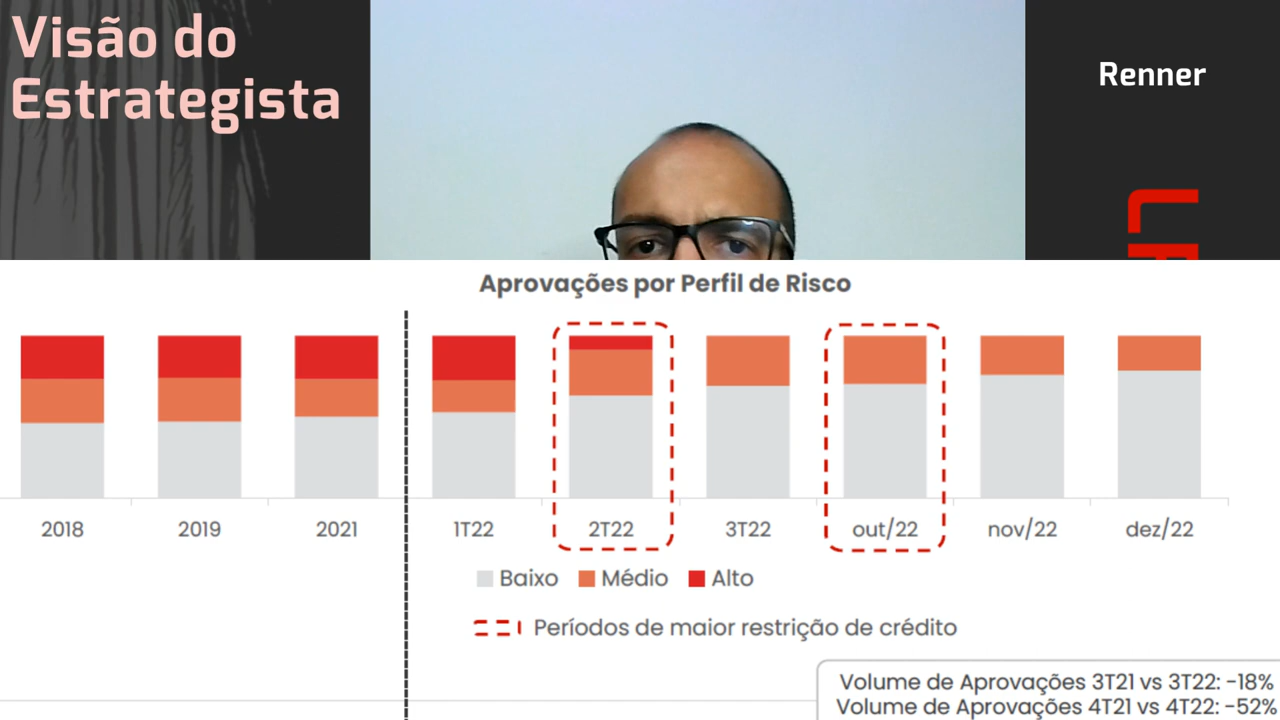 Visão do
Estrategista
Renner
LR
Aprovações por Perfil de Risco
2018 2019 2021 1T22 2T22 3T22 out/22 nov/22 dez/22
Baixo Médio Alto
Períodos de maior restrição de crédito
Volume de Aprovações 3T21 vs 3T22: -18%
Volume de Aprovações 4T21 vs 4T22: -52%